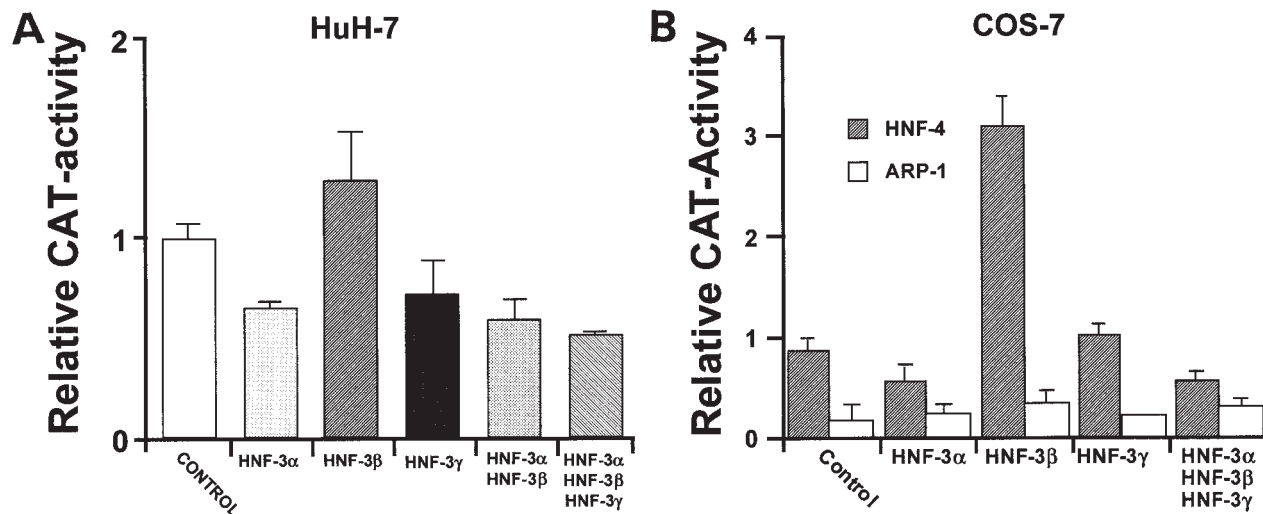 A
HuH-7
Relative CAT-activity
2
1
0
CONTROL
HNF-3α
HNF-3β
HNF-3γ
HNF-3α
HNF-3β
HNF-3α
HNF-3β
HNF-3γ
B
COS-7
Relative CAT-Activity
4
3
2
1
0
HNF-4
ARP-1
Control
HNF-3α
HNF-3β
HNF-3γ
HNF-3α
HNF-3β
HNF-3γ